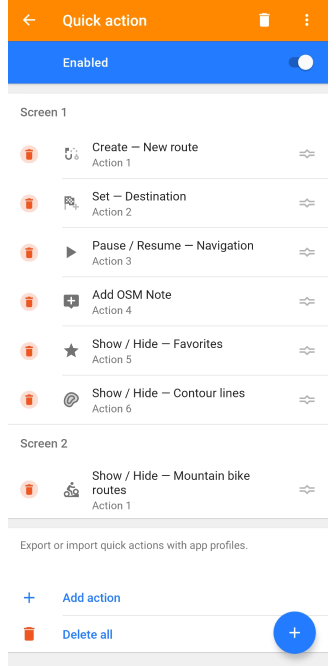 Quick action
Enabled
Screen 1
Create — New route
Action 1
Set — Destination
Action 2
Pause / Resume — Navigation
Action 3
Add OSM Note
Action 4
Show / Hide — Favorites
Action 5
Show / Hide — Contour lines
Action 6
Screen 2
Show / Hide — Mountain bike
routes
Action 1
Export or import quick actions with app profiles.
Add action
Delete all